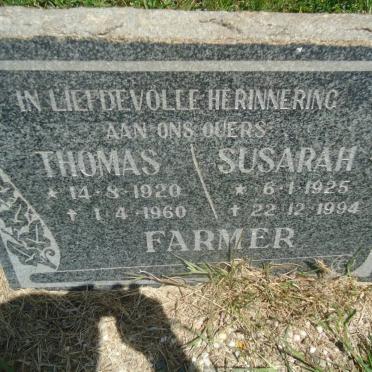 IN LIEFDEVOLLE HERINNERING
AAN ONS OUERS
THOMAS SUSARAH
* 14-8-1920 * 6-1-1925
† 1-4-1960 † 22-12-1994
FARMER